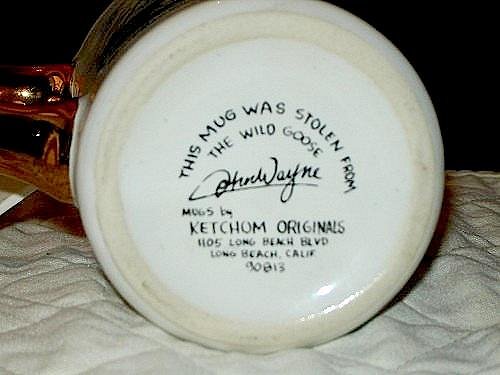 THIS MUG WAS STOLEN FROM
THE WILD GOOSE
John Wayne
MUGS by
KETCHUM ORIGINALS
1105 LONG BEACH BLVD
LONG BEACH, CALIF
90813